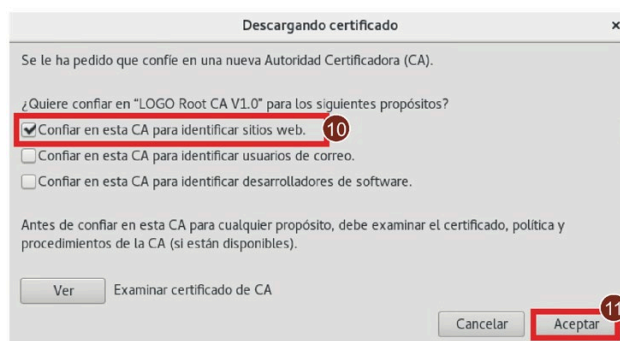 Descargando certificado ×
Se le ha pedido que confíe en una nueva Autoridad Certificadora (CA).
¿Quiere confiar en "LOGO Root CA V1.0" para los siguientes propósitos?
Confiar en esta CA para identificar sitios web. 10
Confiar en esta CA para identificar usuarios de correo.
Confiar en esta CA para identificar desarrolladores de software.
Antes de confiar en esta CA para cualquier propósito, debe examinar el certificado, política y
procedimientos de la CA (si están disponibles).
Ver Examinar certificado de CA
Cancelar Aceptar 11